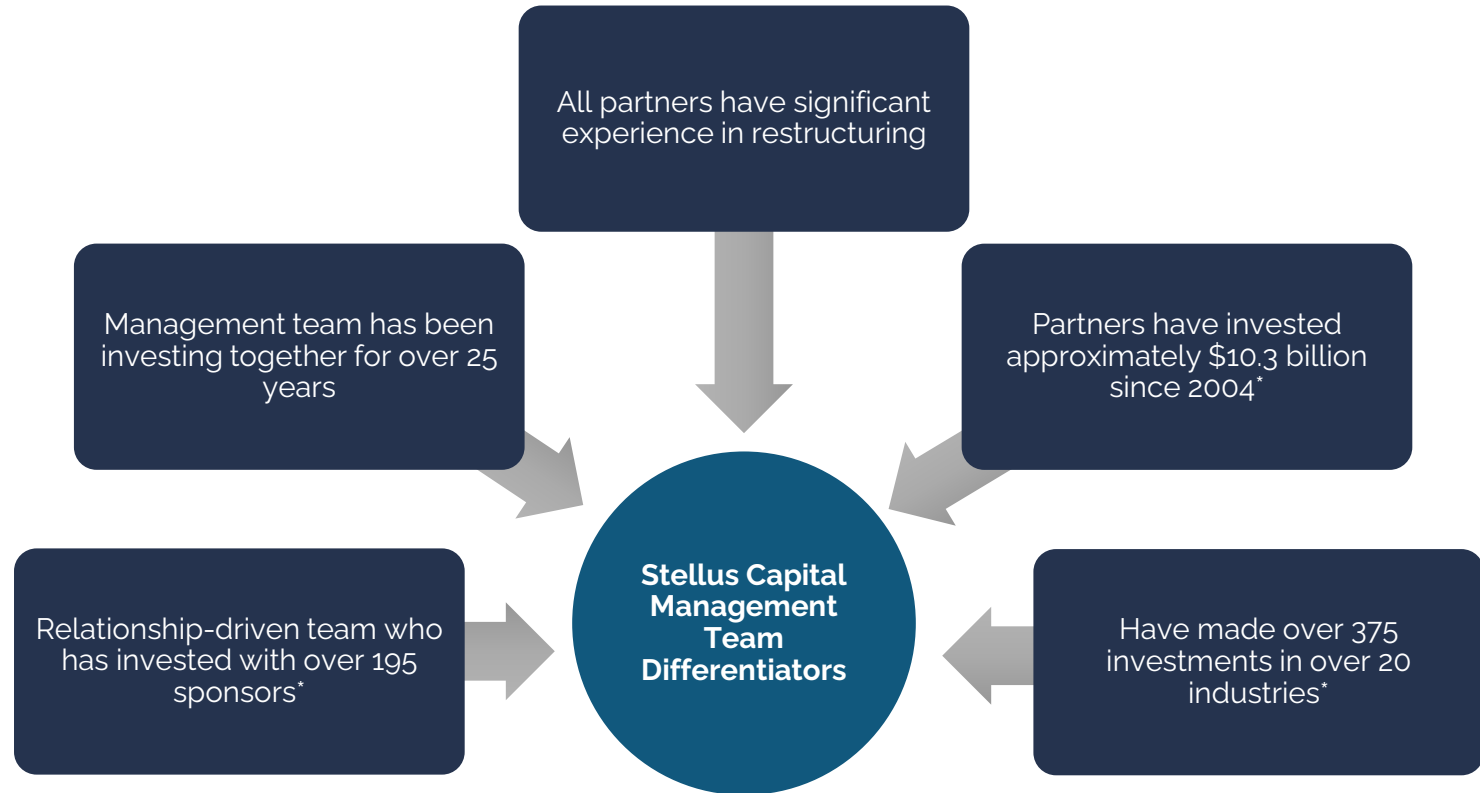 All partners have significant
experience in restructuring
Management team has been
investing together for over 25
years
Partners have invested
approximately $10.3 billion
since 2004*
Relationship-driven team who
has invested with over 195
sponsors*
Stellus Capital
Management
Team
Differentiators
Have made over 375
investments in over 20
industries*